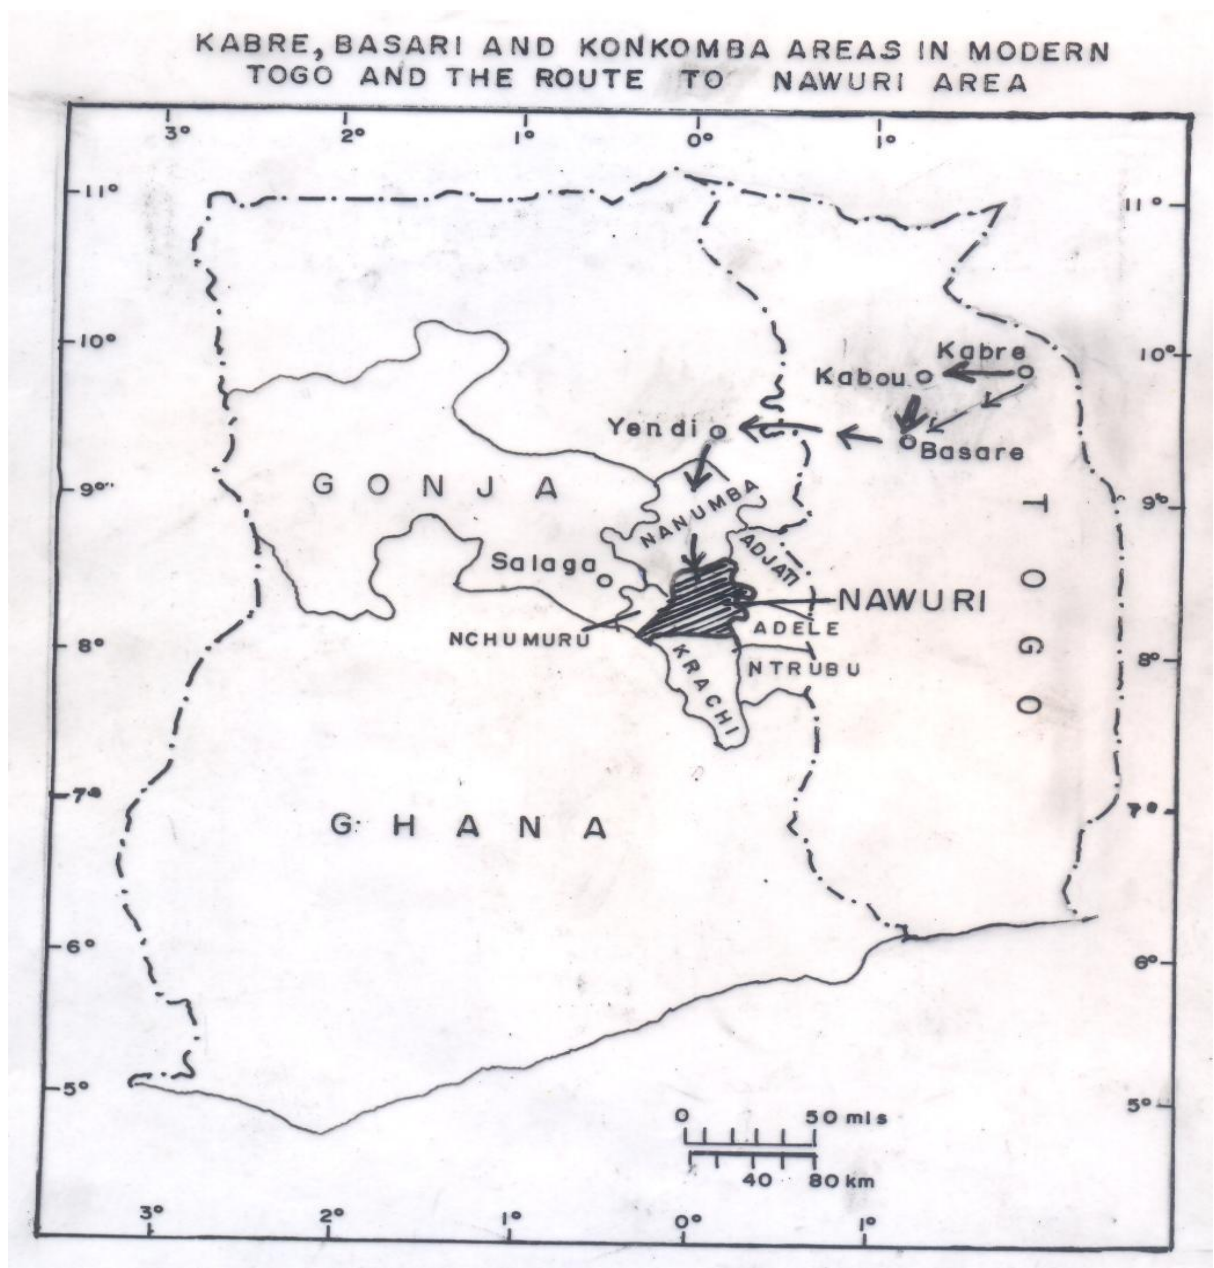 KABRE, BASARI AND KONKOMBA AREAS IN MODERN
TOGO AND THE ROUTE TO NAWURI AREA
3° 2° 1° 0° 1°
11° 11°
10° 10°
Kabre
Kabou
Yendi
Basare
GONJA
9° 9°
NANUMBA
TOGO
ADJATI
Salaga
NAWURI
NCHUMURU
ADELE
8° 8°
KRACHI
NTRUBU
7° 7°
GHANA
6° 6°
5° 5°
0 50 mls
40 80 km
3° 2° 1° 0° 1°